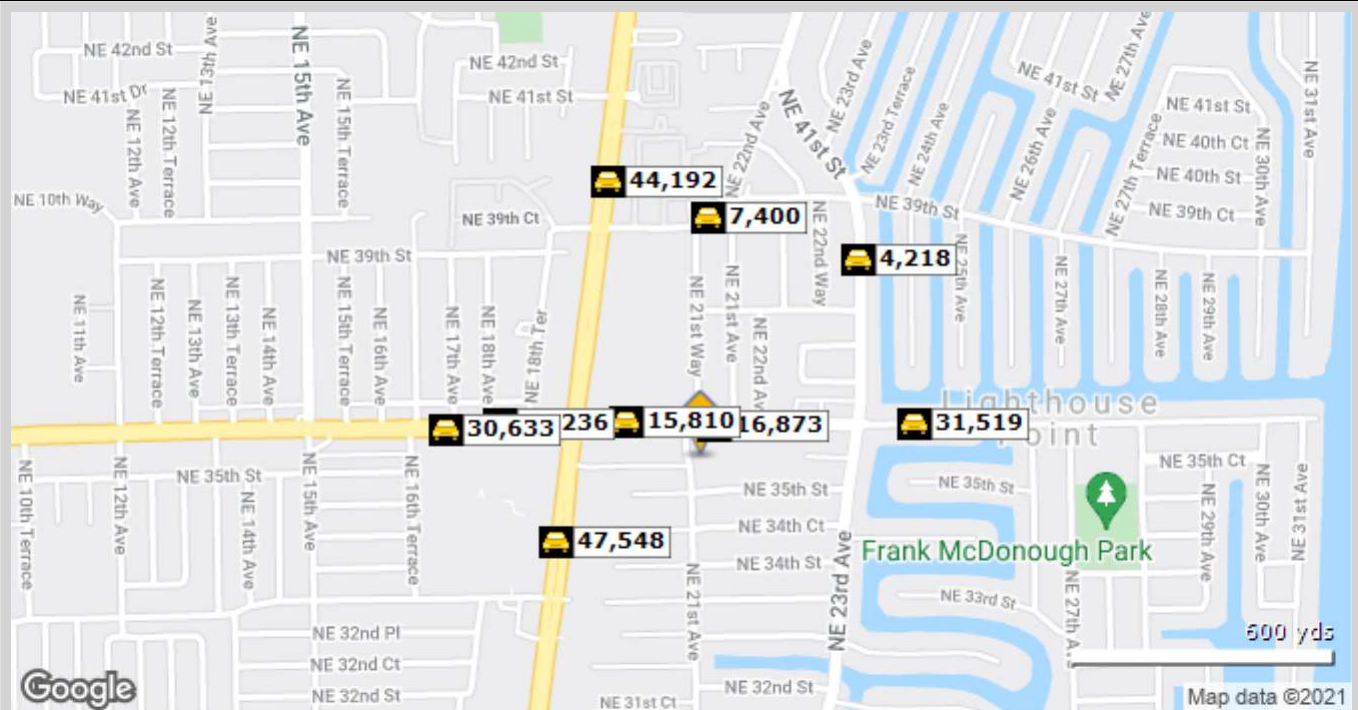 NE 42nd St
NE 13th Ave
NE 15th Ave
NE 42nd St
NE 41st Dr
NE 12th Ave
NE 12th Terrace
NE 15th Terrace
NE 41st St
NE 22nd Ave
NE 41st St
NE 23rd Ave
NE 23rd Terrace
NE 24th Ave
NE 41st St
NE 26th Ave
NE 27th Ave
NE 27th Terrace
NE 41st St
NE 40th Ct
NE 40th St
NE 39th Ct
NE 30th Ave
NE 31st Ave
44,192
7,400
4,218
NE 10th Way
NE 39th Ct
NE 22nd Way
NE 39th St
NE 39th St
NE 25th Ave
NE 27th Ave
NE 28th Ave
NE 29th Ave
NE 11th Ave
NE 12th Terrace
NE 13th Ave
NE 13th Terrace
NE 14th Ave
NE 15th Terrace
NE 16th Ave
NE 17th Ave
NE 18th Ave
NE 18th Ter
NE 21st Way
NE 21st Ave
NE 22nd Ave
Lighthouse
Point
30,633
236
15,810
16,873
31,519
NE 10th Terrace
NE 12th Ave
NE 35th St
NE 14th Ave
NE 15th Ave
NE 16th Terrace
NE 35th St
NE 34th Ct
NE 34th St
NE 35th St
NE 35th Ct
NE 29th Ave
NE 30th Ave
NE 31st Ave
47,548
Frank McDonough Park
NE 21st Ave
NE 23rd Ave
NE 33rd St
NE 27th A
NE 32nd Pl
NE 32nd Ct
NE 32nd St
NE 32nd St
NE 31st Ct
600 yds
Google
Map data ©2021